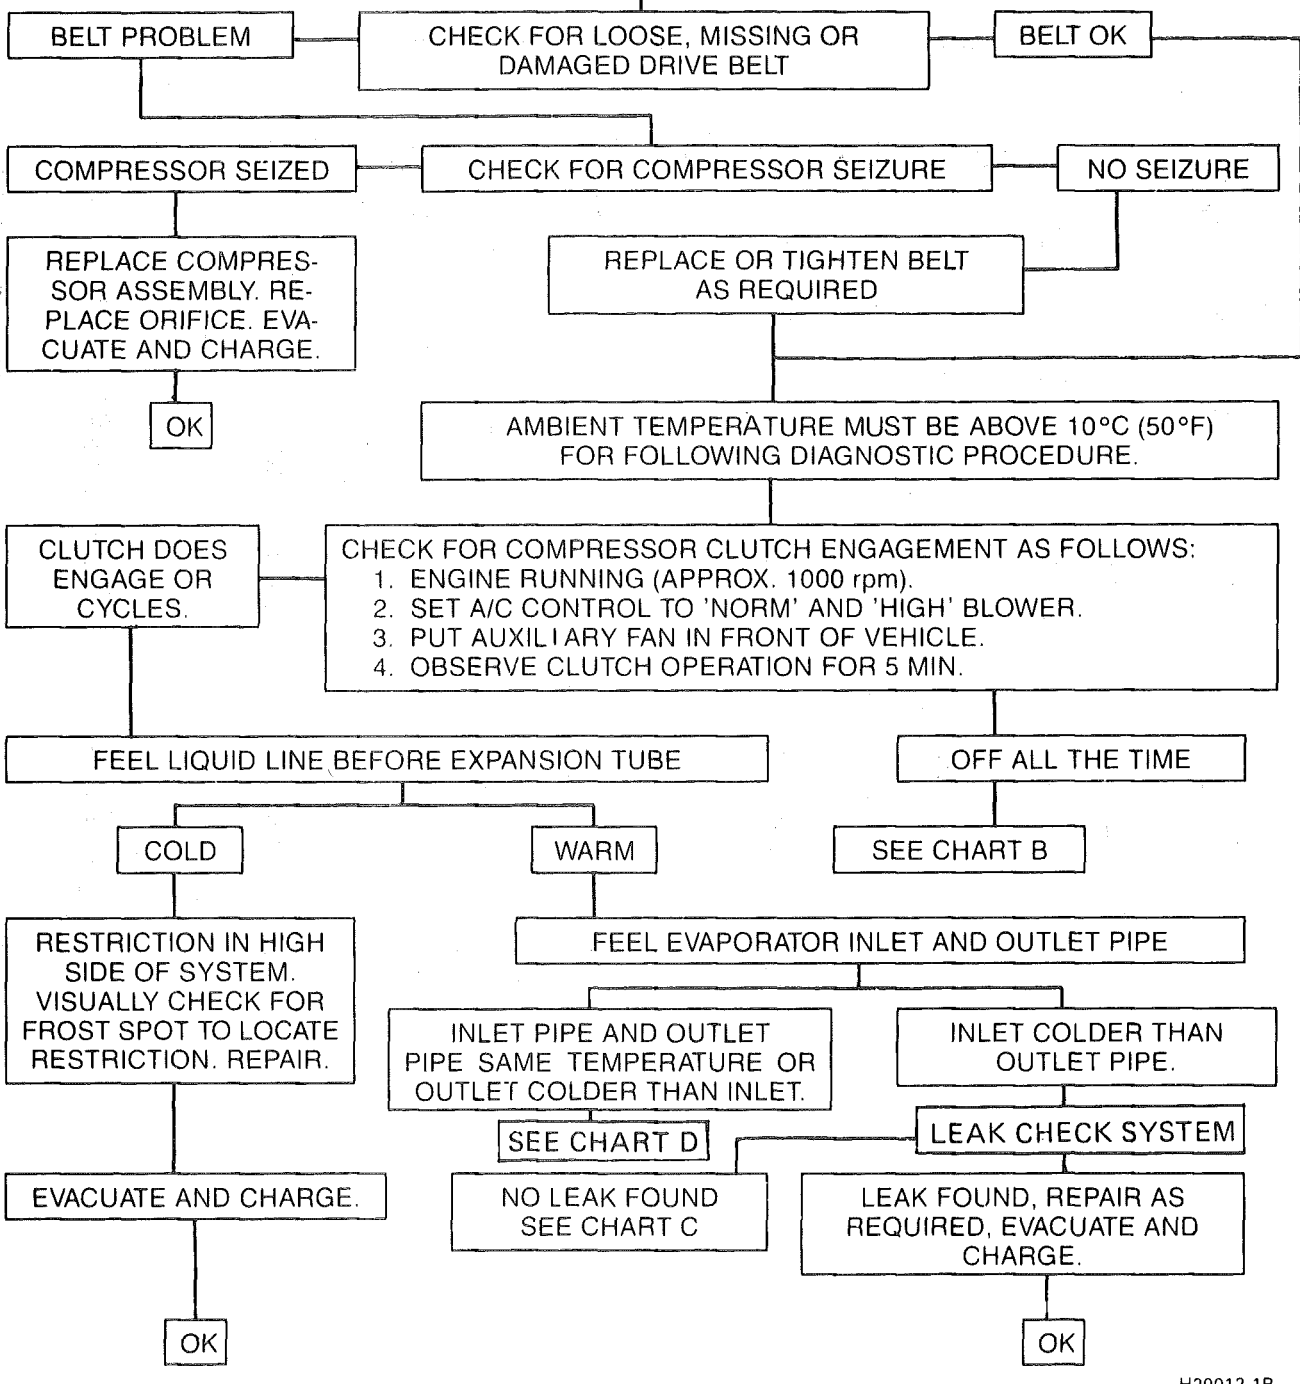 BELT PROBLEM
CHECK FOR LOOSE, MISSING OR
DAMAGED DRIVE BELT
BELT OK
COMPRESSOR SEIZED
CHECK FOR COMPRESSOR SEIZURE
NO SEIZURE
REPLACE COMPRES-
SOR ASSEMBLY. RE-
PLACE ORIFICE. EVA-
CUATE AND CHARGE.
REPLACE OR TIGHTEN BELT
AS REQUIRED
OK
AMBIENT TEMPERATURE MUST BE ABOVE 10°C (50°F)
FOR FOLLOWING DIAGNOSTIC PROCEDURE.
CLUTCH DOES
ENGAGE OR
CYCLES.
CHECK FOR COMPRESSOR CLUTCH ENGAGEMENT AS FOLLOWS:
1. ENGINE RUNNING (APPROX. 1000 rpm).
2. SET A/C CONTROL TO 'NORM' AND 'HIGH' BLOWER.
3. PUT AUXILIARY FAN IN FRONT OF VEHICLE.
4. OBSERVE CLUTCH OPERATION FOR 5 MIN.
FEEL LIQUID LINE BEFORE EXPANSION TUBE
OFF ALL THE TIME
COLD
WARM
SEE CHART B
RESTRICTION IN HIGH
SIDE OF SYSTEM.
VISUALLY CHECK FOR
FROST SPOT TO LOCATE
RESTRICTION. REPAIR.
FEEL EVAPORATOR INLET AND OUTLET PIPE
INLET PIPE AND OUTLET
PIPE SAME TEMPERATURE OR
OUTLET COLDER THAN INLET.
INLET COLDER THAN
OUTLET PIPE.
SEE CHART D
LEAK CHECK SYSTEM
EVACUATE AND CHARGE.
NO LEAK FOUND
SEE CHART C
LEAK FOUND, REPAIR AS
REQUIRED, EVACUATE AND
CHARGE.
OK
OK